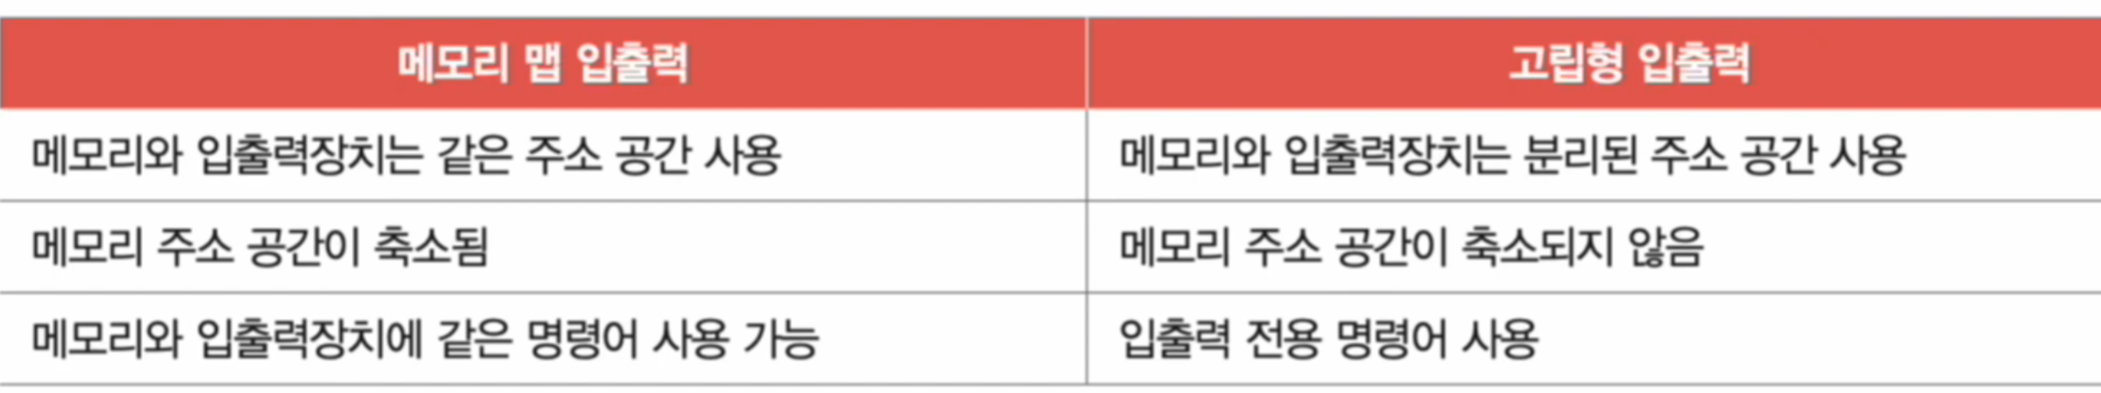 메모리 맵 입출력
고립형 입출력
메모리와 입출력장치는 같은 주소 공간 사용
메모리와 입출력장치는 분리된 주소 공간 사용
메모리 주소 공간이 축소됨
메모리 주소 공간이 축소되지 않음
메모리와 입출력장치에 같은 명령어 사용 가능
입출력 전용 명령어 사용